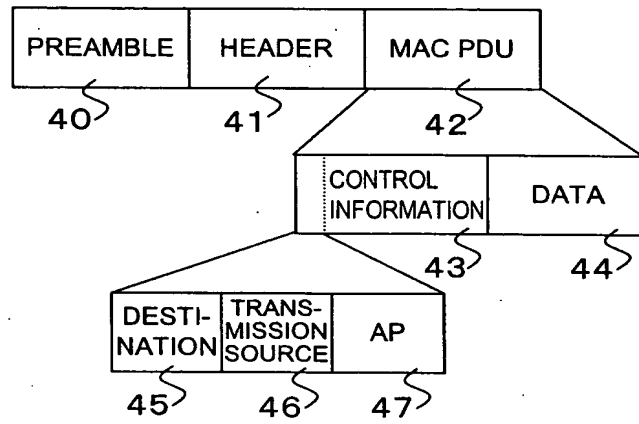 PREAMBLE HEADER MAC PDU
40 41 42
CONTROL
INFORMATION
DATA
43 44
DESTI-
NATION
TRANS-
MISSION
SOURCE
AP
45 46 47